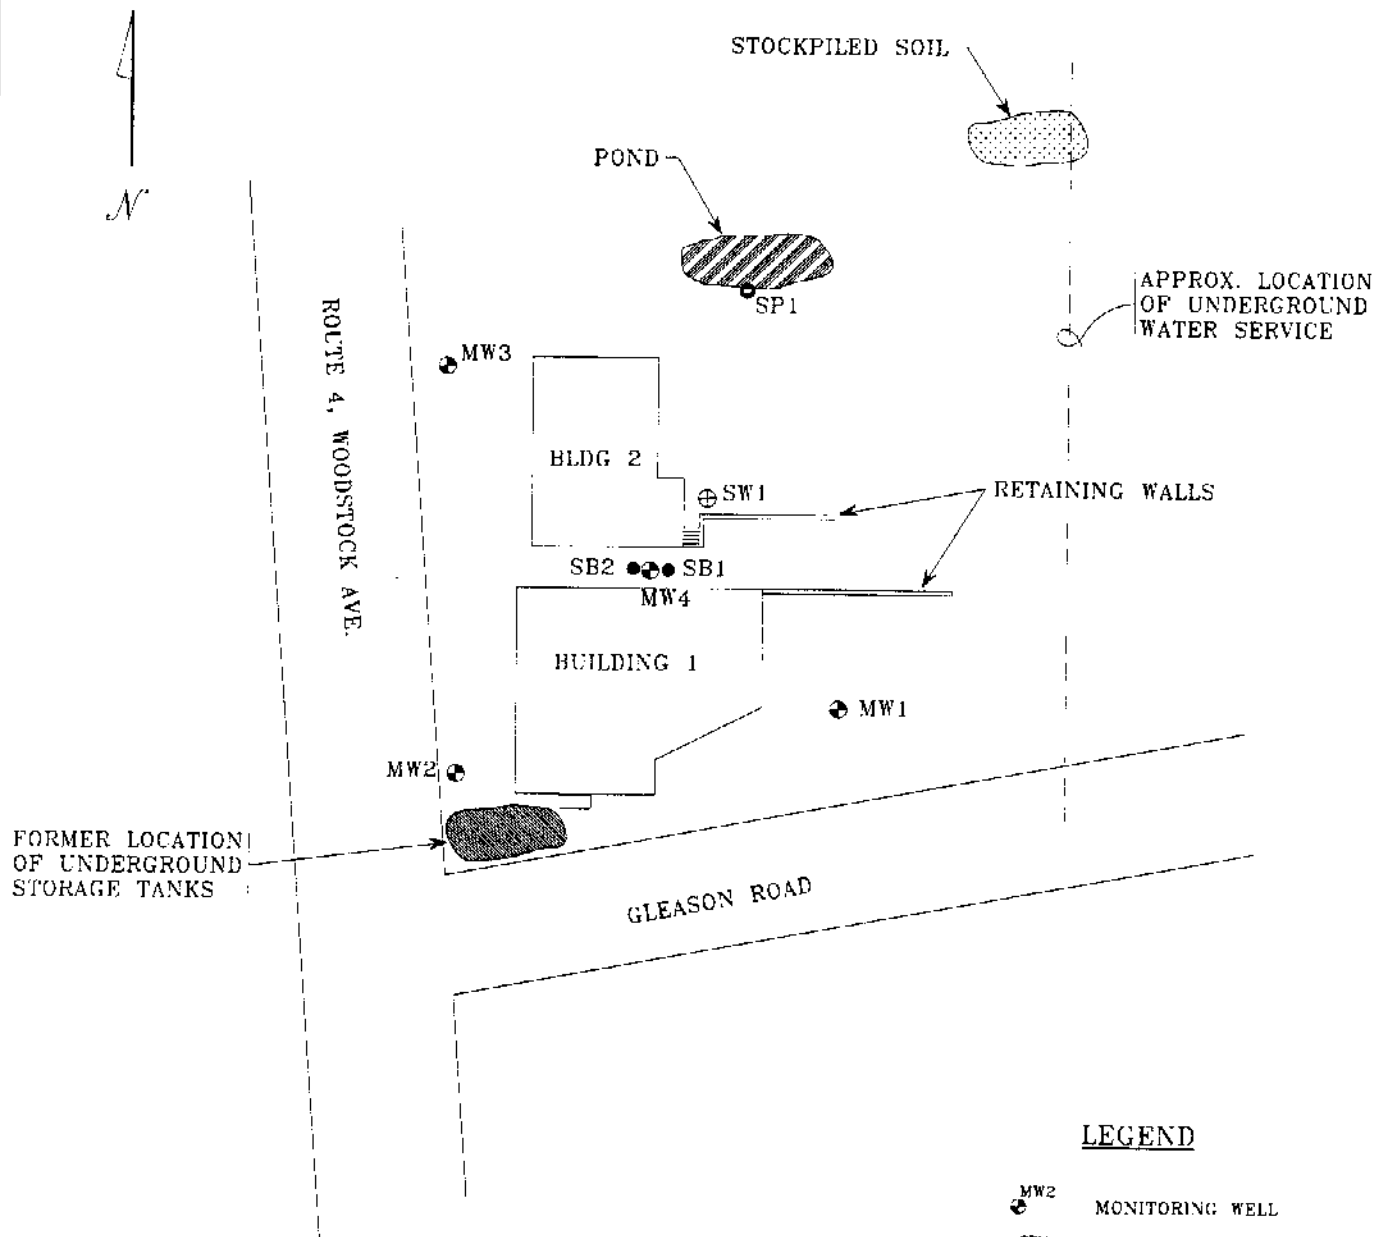 STOCKPILED SOIL
N
POND
APPROX. LOCATION
OF UNDERGROUND
WATER SERVICE
SP1
ROUTE 4, WOODSTOCK AVE.
MW3
BLDG 2
SW1
RETAINING WALLS
SB2
SB1
MW4
BUILDING 1
MW1
MW2
FORMER LOCATION
OF UNDERGROUND
STORAGE TANKS
GLEASON ROAD
LEGEND
MW2
MONITORING WELL